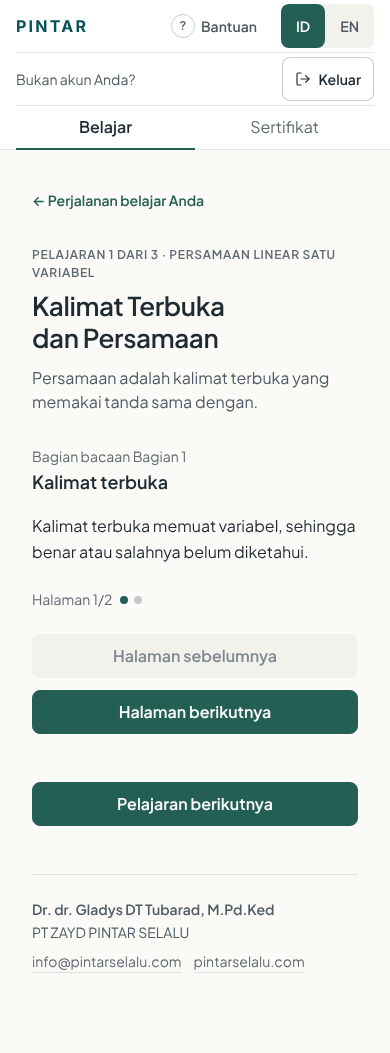 PINTAR
? Bantuan
ID
EN
Bukan akun Anda?
Keluar
Belajar
Sertifikat
← Perjalanan belajar Anda
PELAJARAN 1 DARI 3 · PERSAMAAN LINEAR SATU
VARIABEL
Kalimat Terbuka
dan Persamaan
Persamaan adalah kalimat terbuka yang
memakai tanda sama dengan.
Bagian bacaan Bagian 1
Kalimat terbuka
Kalimat terbuka memuat variabel, sehingga
benar atau salahnya belum diketahui.
Halaman 1/2
Halaman sebelumnya
Halaman berikutnya
Pelajaran berikutnya
Dr. dr. Gladys DT Tubarad, M.Pd.Ked
PT ZAYD PINTAR SELALU
info@pintarselalu.com
pintarselalu.com